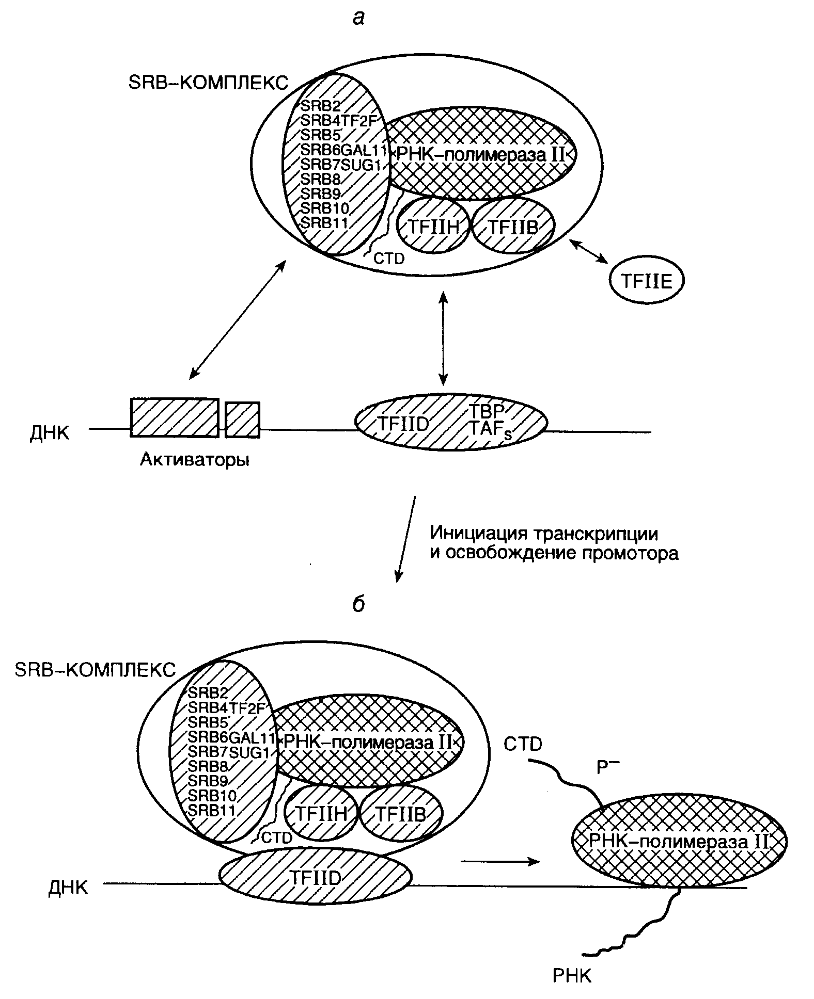 а
SRB–КОМПЛЕКС
SRB2
SRB4TF2F
SRB5
SRB6GAL11
SRB7SUG1
SRB8
SRB9
SRB10
SRB11
РНК–полимераза II
TFIIH
TFIIB
CTD
TFIIE
ДНК
Активаторы
TFIID
TBP
TAFs
Инициация транскрипции
и освобождение промотора
б
SRB–КОМПЛЕКС
SRB2
SRB4TF2F
SRB5
SRB6GAL11
SRB7SUG1
SRB8
SRB9
SRB10
SRB11
РНК–полимераза II
TFIIH
TFIIB
CTD
TFIID
ДНК
CTD
P–
РНК–полимераза II
РНК